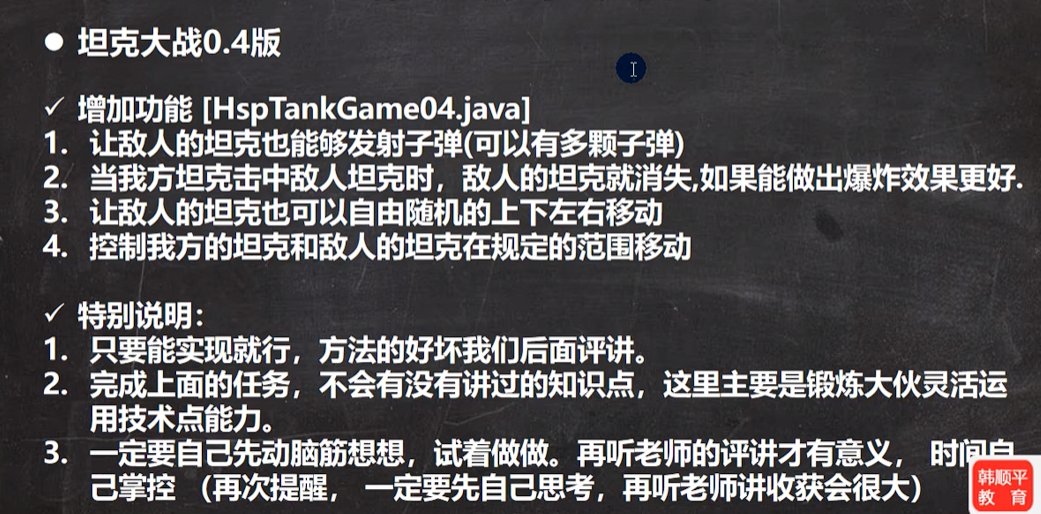 ● 坦克大战0.4版
✓ 增加功能 [HspTankGame04.java]
1. 让敌人的坦克也能够发射子弹(可以有多颗子弹)
2. 当我方坦克击中敌人坦克时，敌人的坦克就消失,如果能做出爆炸效果更好.
3. 让敌人的坦克也可以自由随机的上下左右移动
4. 控制我方的坦克和敌人的坦克在规定的范围移动
✓ 特别说明：
1. 只要能实现就行，方法的好坏我们后面评讲。
2. 完成上面的任务，不会有没有讲过的知识点，这里主要是锻炼大伙灵活运
用技术点能力。
3. 一定要自己先动脑筋想想，试着做做。再听老师的评讲才有意义， 时间自
己掌控 （再次提醒， 一定要先自己思考，再听老师讲收获会很大）
韩顺平
教育